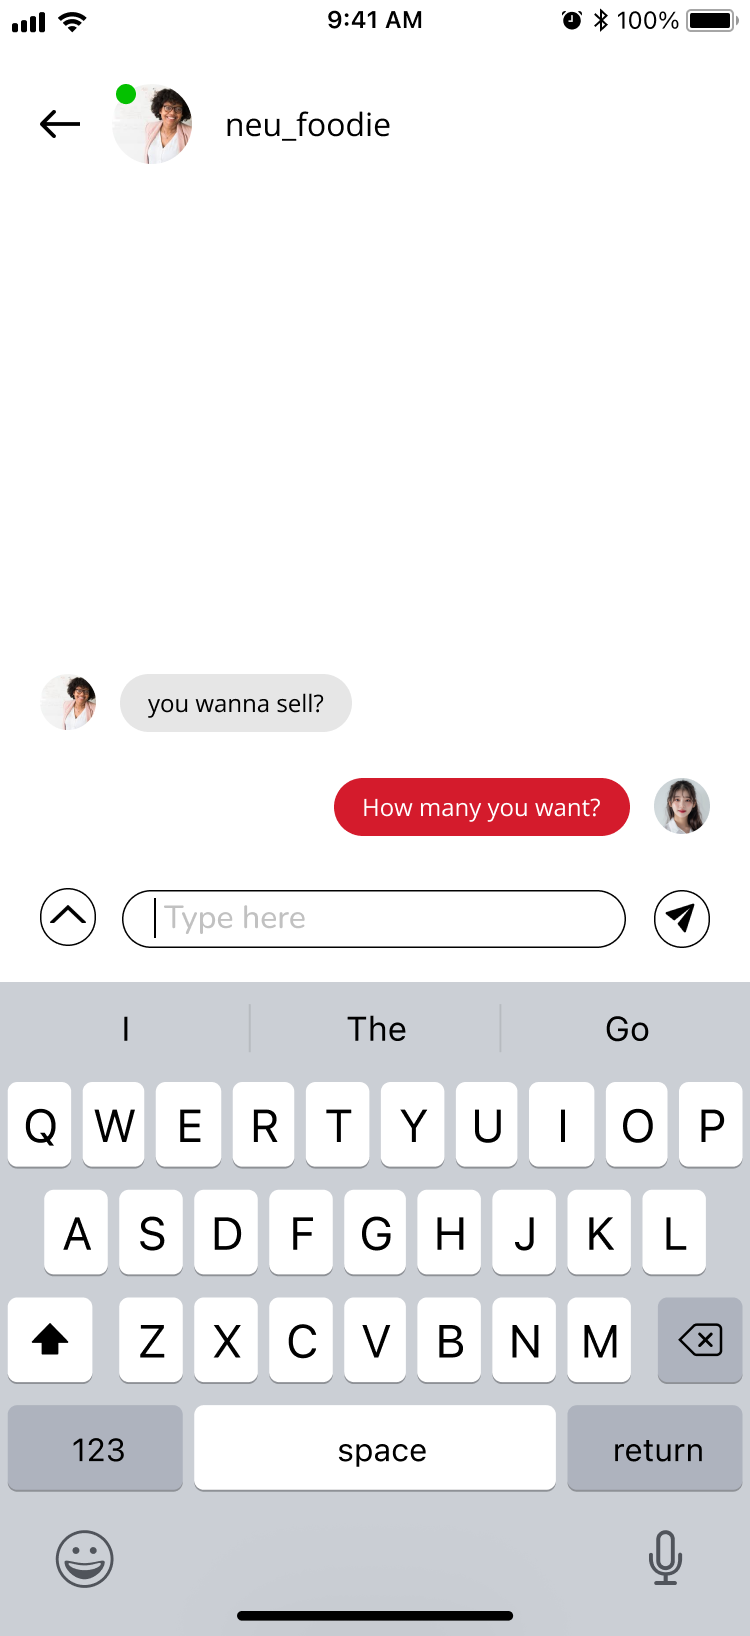 9:41 AM 100%
neu_foodie
you wanna sell?
How many you want?
Type here
I The Go
Q W E R T Y U I O P
A S D F G H J K L
Z X C V B N M
123 space return